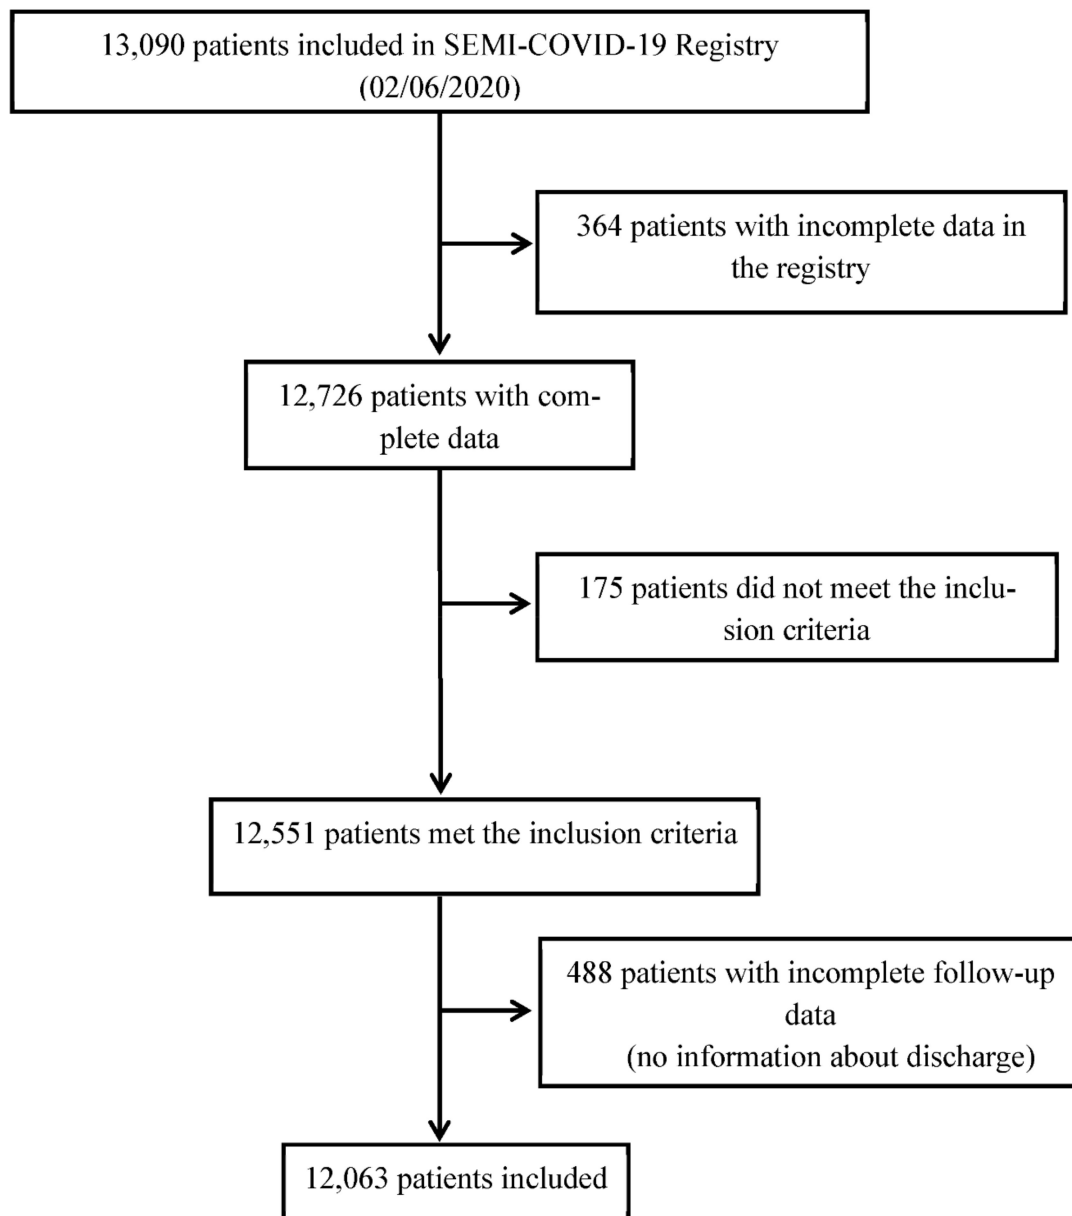 13,090 patients included in SEMI-COVID-19 Registry
(02/06/2020)
364 patients with incomplete data in
the registry
12,726 patients with com-
plete data
175 patients did not meet the inclu-
sion criteria
12,551 patients met the inclusion criteria
488 patients with incomplete follow-up
data
(no information about discharge)
12,063 patients included